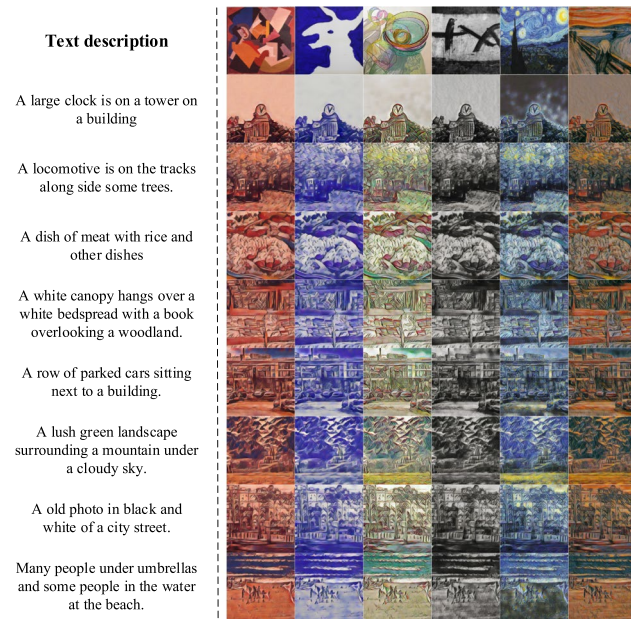 Text description
A large clock is on a tower on
a building
A locomotive is on the tracks
along side some trees.
A dish of meat with rice and
other dishes
A white canopy hangs over a
white bedspread with a book
overlooking a woodland.
A row of parked cars sitting
next to a building.
A lush green landscape
surrounding a mountain under
a cloudy sky.
A old photo in black and
white of a city street.
Many people under umbrellas
and some people in the water
at the beach.